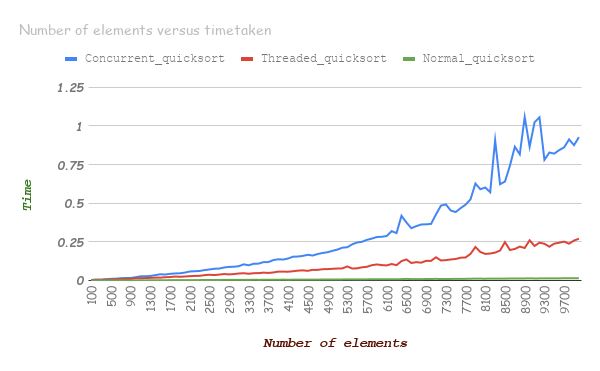 Number of elements versus timetaken
Concurrent_quicksort Threaded_quicksort Normal_quicksort
1.25
1
0.75
0.5
0.25
0
Time
100 500 900 1300 1700 2100 2500 2900 3300 3700 4100 4500 4900 5300 5700 6100 6500 6900 7300 7700 8100 8500 8900 9300 9700
Number of elements